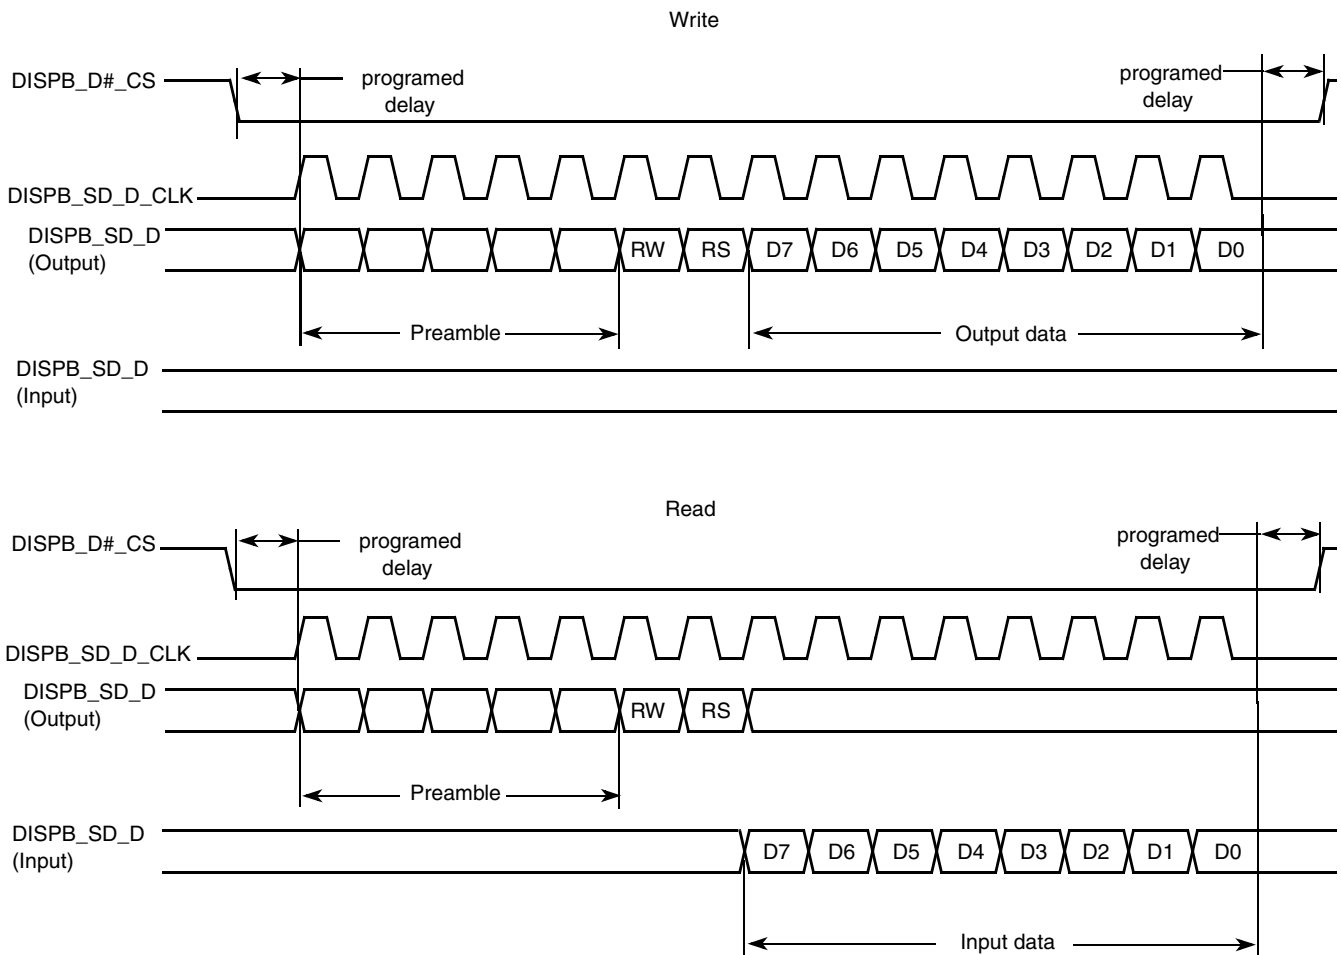 Write
DISPB_D#_CS
programed
delay
programed
delay
DISPB_SD_D_CLK
DISPB_SD_D
(Output)
RW RS D7 D6 D5 D4 D3 D2 D1 D0
Preamble
Output data
DISPB_SD_D
(Input)
Read
DISPB_D#_CS
programed
delay
programed
delay
DISPB_SD_D_CLK
DISPB_SD_D
(Output)
RW RS
Preamble
DISPB_SD_D
(Input)
D7 D6 D5 D4 D3 D2 D1 D0
Input data